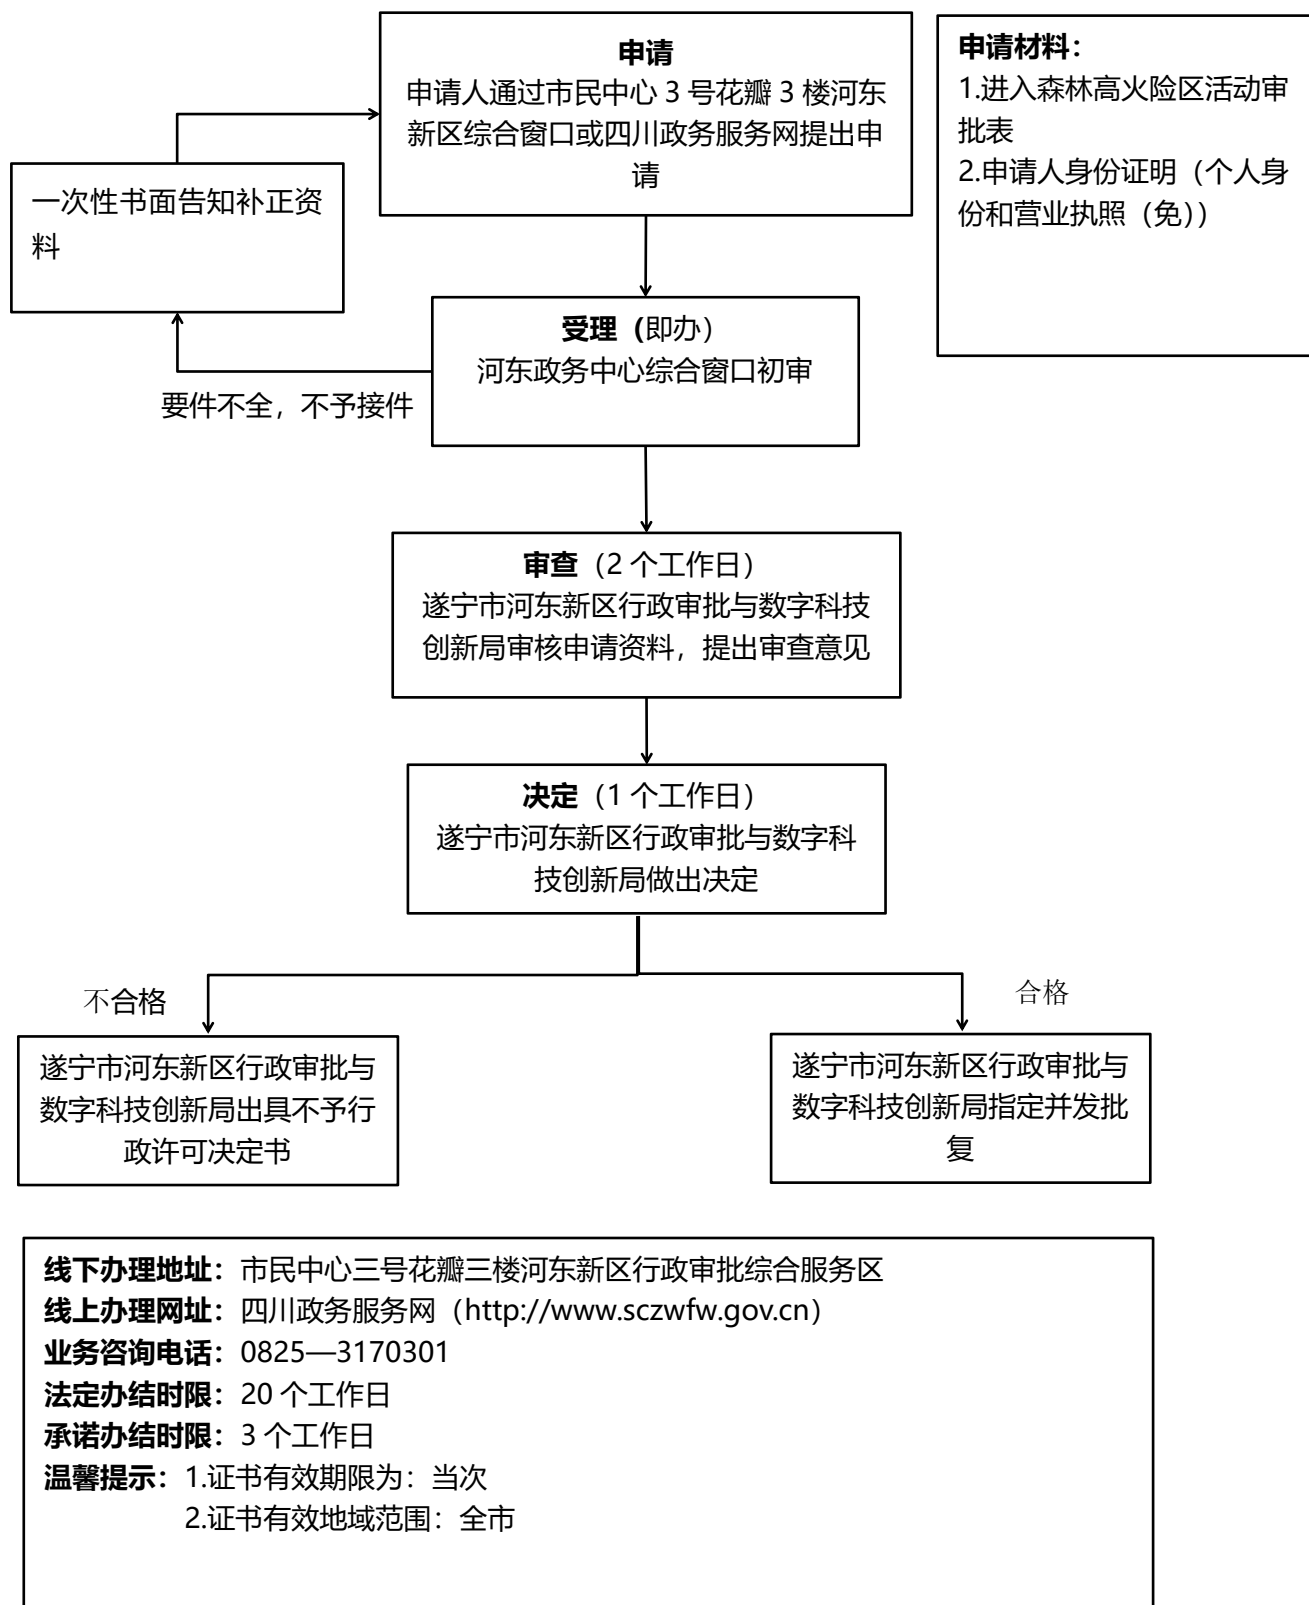 申请
申请人通过市民中心 3 号花瓣 3 楼河东
新区综合窗口或四川政务服务网提出申
请
申请材料：
1.进入森林高火险区活动审
批表
2.申请人身份证明（个人身
份和营业执照（免））
一次性书面告知补正资
料
受理（即办）
河东政务中心综合窗口初审
要件不全，不予接件
审查（2 个工作日）
遂宁市河东新区行政审批与数字科技
创新局审核申请资料，提出审查意见
决定（1 个工作日）
遂宁市河东新区行政审批与数字科
技创新局做出决定
不合格
合格
遂宁市河东新区行政审批与
数字科技创新局出具不予行
政许可决定书
遂宁市河东新区行政审批与
数字科技创新局指定并发批
复
线下办理地址：市民中心三号花瓣三楼河东新区行政审批综合服务区
线上办理网址：四川政务服务网（http://www.sczwfw.gov.cn）
业务咨询电话：0825—3170301
法定办结时限：20 个工作日
承诺办结时限：3 个工作日
温馨提示：1.证书有效期限为：当次
2.证书有效地域范围：全市